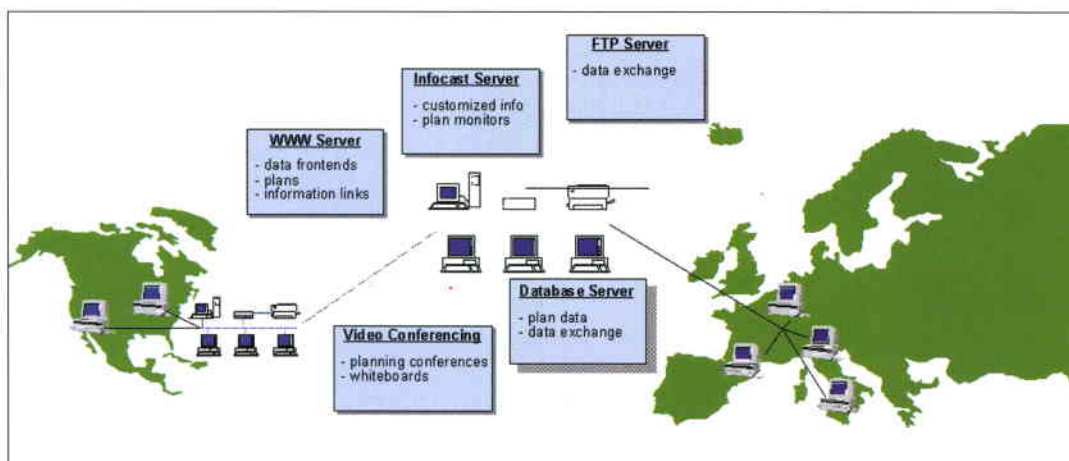 FTP Server
- data exchange
Infocast Server
- customized info
- plan monitors
WWW Server
- data frontends
- plans
- information links
Database Server
- plan data
- data exchange
Video Conferencing
- planning conferences
- whiteboards